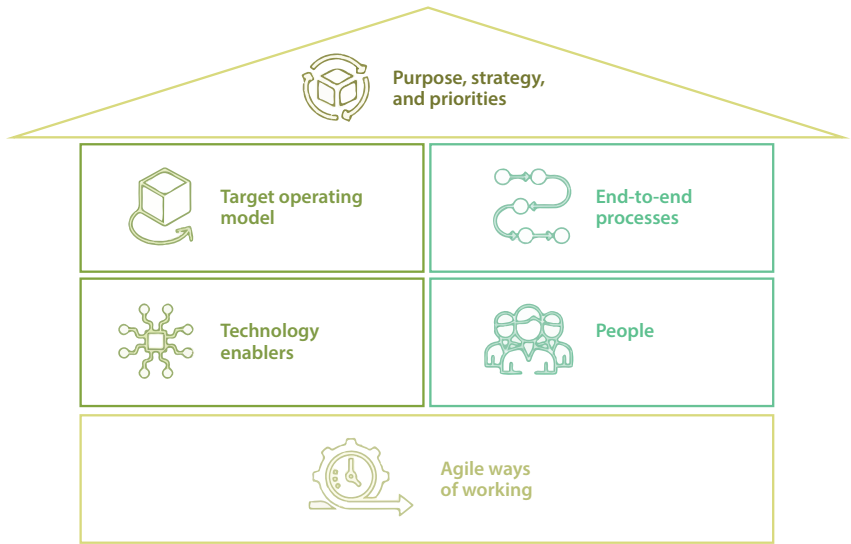 Purpose, strategy,
and priorities
Target operating
model
End-to-end
processes
Technology
enablers
People
Agile ways
of working